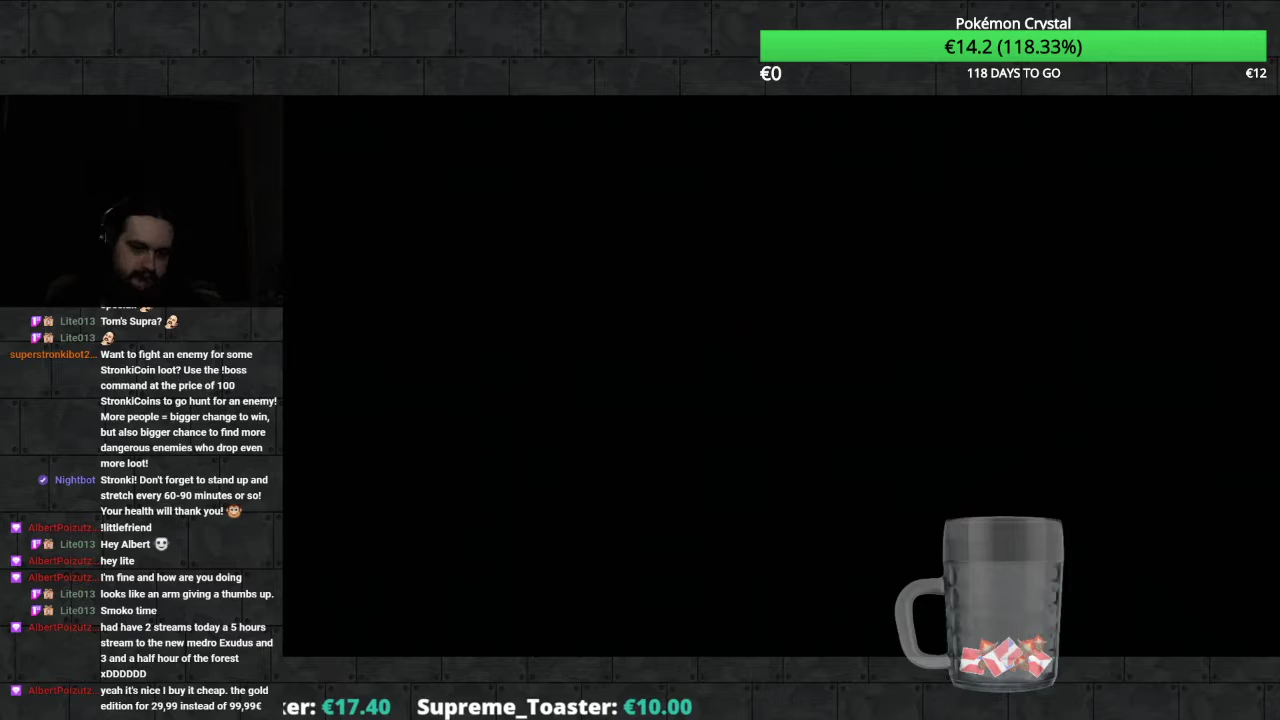 Pokémon Crystal
€14.2 (118.33%)
€0
118 DAYS TO GO
€12
Lite013 Tom's Supra?
Lite013
superstronkibot2... Want to fight an enemy for some
StronkiCoin loot? Use the !boss
command at the price of 100
StronkiCoins to go hunt for an enemy!
More people = bigger change to win,
but also bigger chance to find more
dangerous enemies who drop even
more loot!
Nightbot Stronki! Don't forget to stand up and
stretch every 60-90 minutes or so!
Your health will thank you!
AlbertPoizutz... !littlefriend
Lite013 Hey Albert
AlbertPoizutz... hey lite
AlbertPoizutz... I'm fine and how are you doing
Lite013 looks like an arm giving a thumbs up.
Lite013 Smoko time
AlbertPoizutz... had have 2 streams today a 5 hours
stream to the new medro Exudus and
3 and a half hour of the forest
xDDDDDD
AlbertPoizutz... yeah it's nice I buy it cheap. the gold
edition for 29,99 instead of 99,99€
ker: €17.40 Supreme_Toaster: €10.00